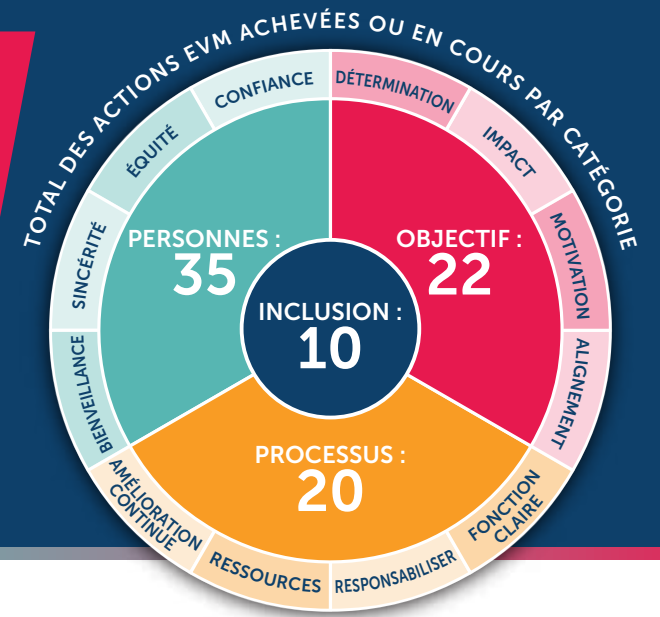 TOTAL DES ACTIONS EVM ACHEVÉES OU EN COURS PAR CATÉGORIE
CONFIANCE
DÉTERMINATION
IMPACT
MOTIVATION
ALIGNEMENT
FONCTION
CLAIRE
RESPONSABILISER
RESSOURCES
AMÉLIORATION
CONTINUE
BIENVEILLANCE
SINCÉRITÉ
ÉQUITÉ
PERSONNES :
35
OBJECTIF :
22
INCLUSION :
10
PROCESSUS :
20